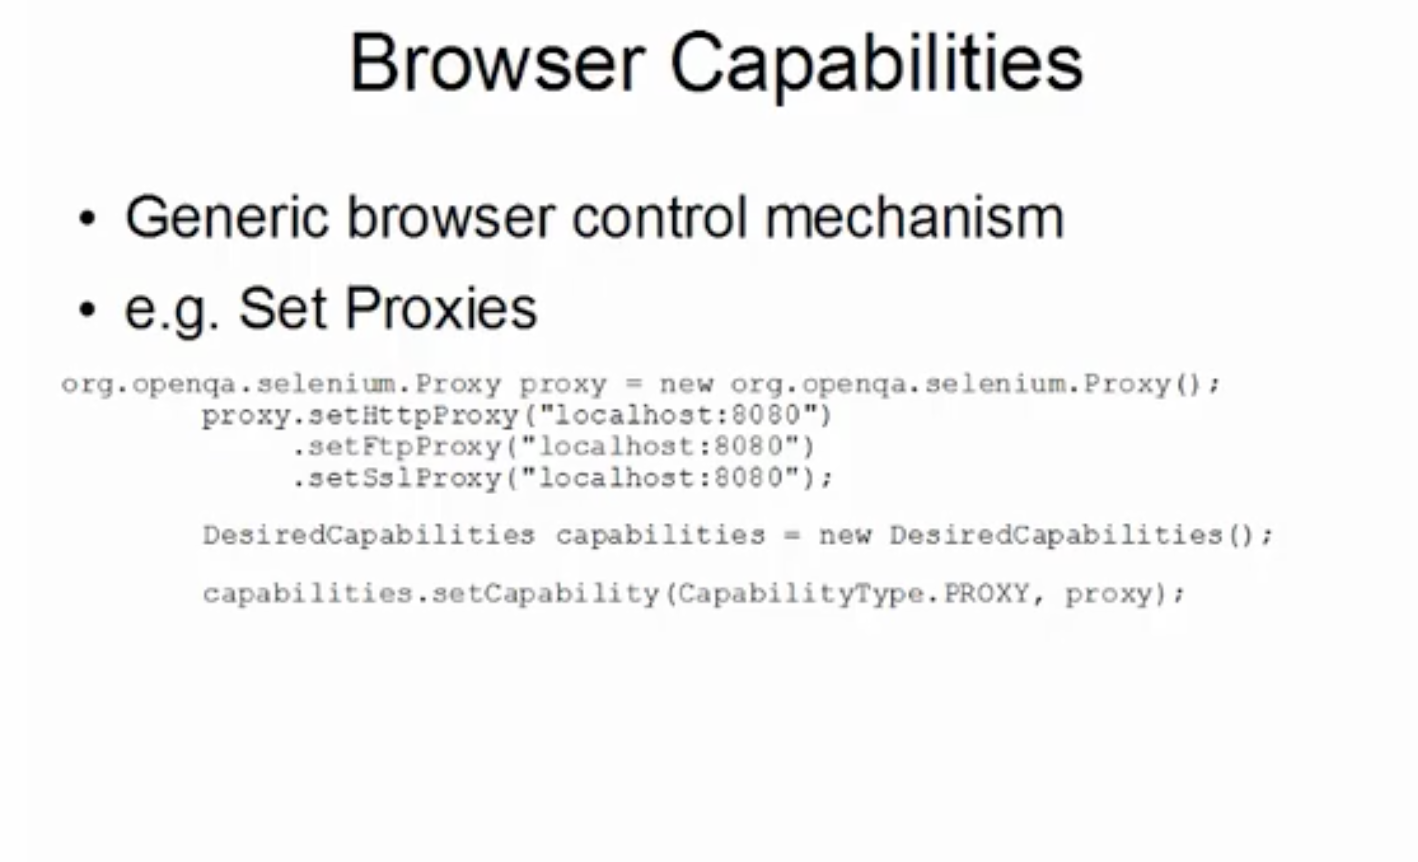 Browser Capabilities
• Generic browser control mechanism
• e.g. Set Proxies
org.openqa.selenium.Proxy proxy = new org.openqa.selenium.Proxy();
proxy.setHttpProxy("localhost:8080")
.setFtpProxy("localhost:8080")
.setSslProxy("localhost:8080");
DesiredCapabilities capabilities = new DesiredCapabilities();
capabilities.setCapability(CapabilityType.PROXY, proxy);